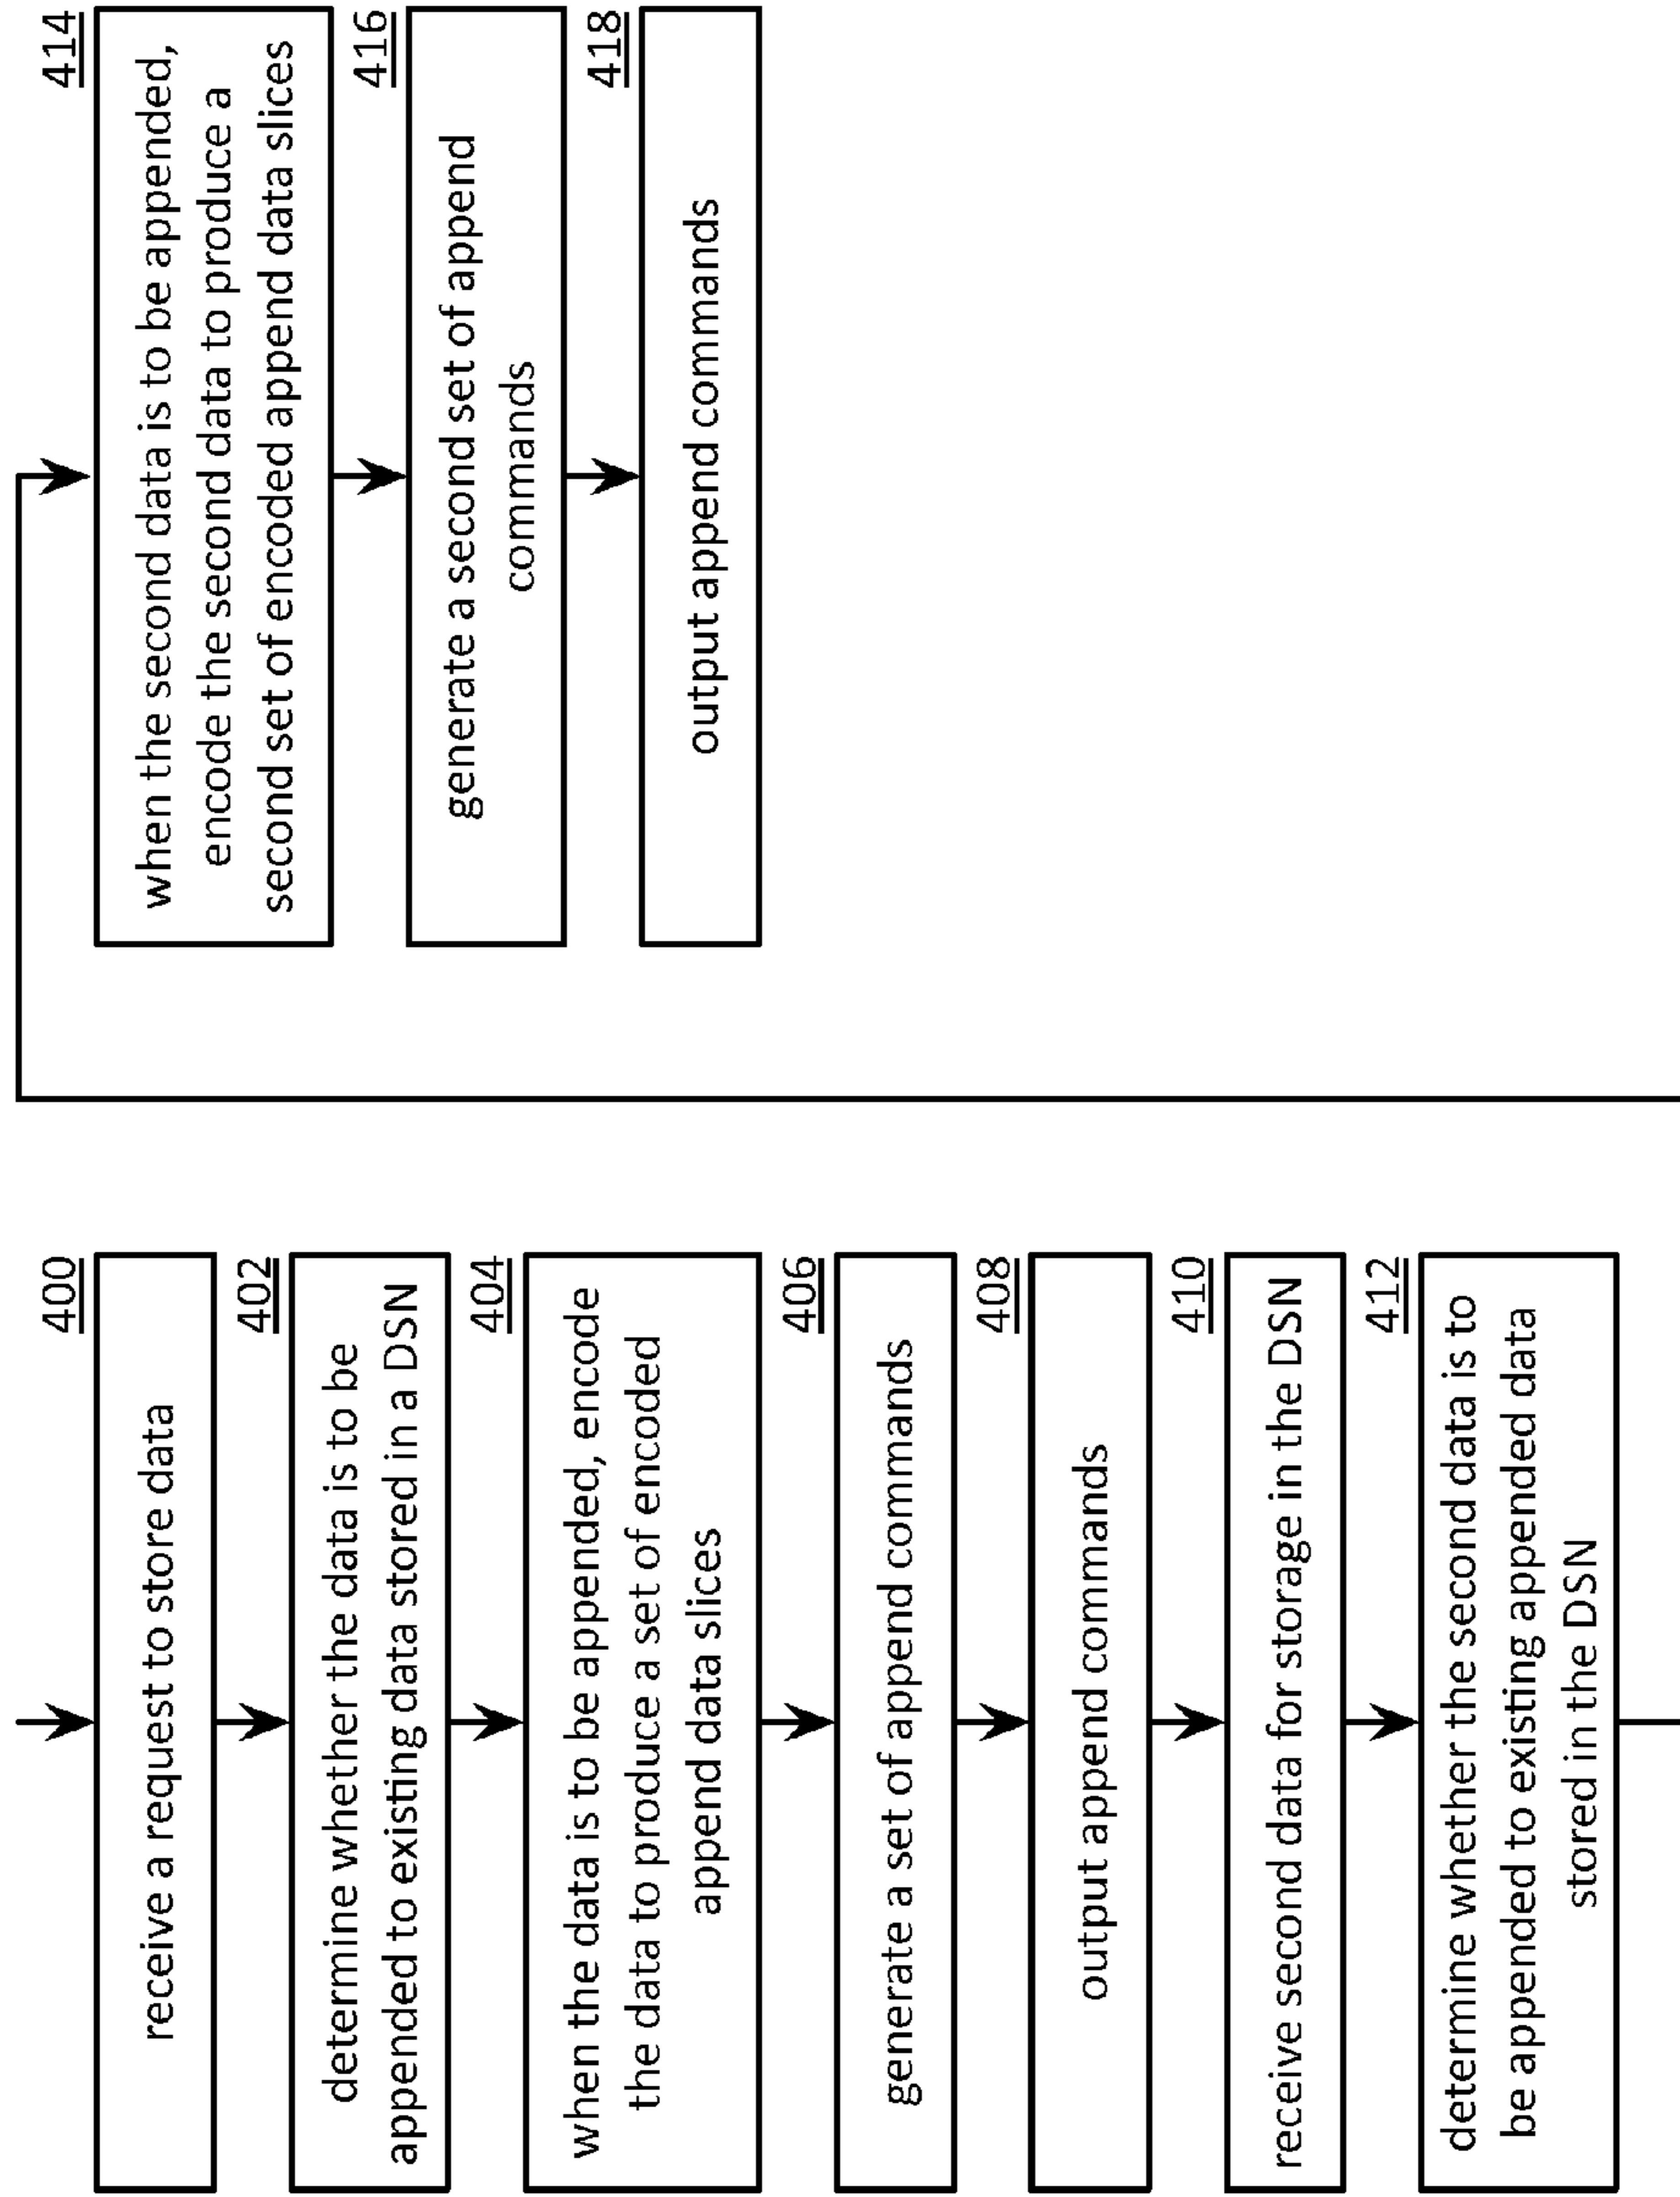 400
receive a request to store data
402
determine whether the data is to be
appended to existing data stored in a DSN
404
when the data is to be appended, encode
the data to produce a set of encoded
append data slices
406
generate a set of append commands
408
output append commands
410
receive second data for storage in the DSN
412
determine whether the second data is to
be appended to existing appended data
stored in the DSN
414
when the second data is to be appended,
encode the second data to produce a
second set of encoded append data slices
416
generate a second set of append
commands
418
output append commands